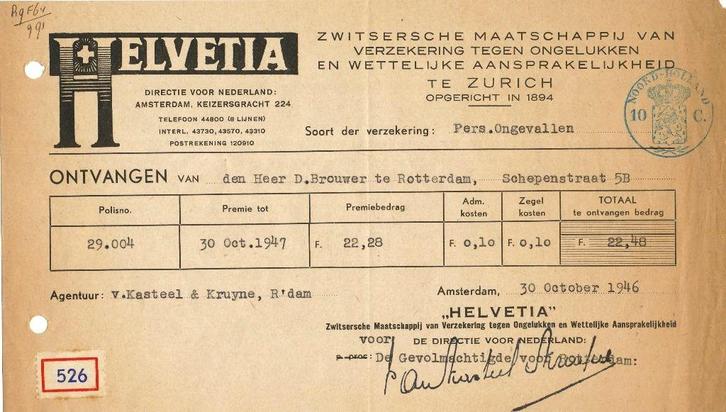 HELVETIA
DIRECTIE VOOR NEDERLAND:
AMSTERDAM, KEIZERSGRACHT 224
TELEFOON 44800 (8 LIJNEN)
INTERL. 43730, 43570, 43310
POSTREKENING 120910
ZWITSERSCHE MAATSCHAPPIJ VAN
VERZEKERING TEGEN ONGELUKKEN
EN WETTELIJKE AANSPRAKELIJKHEID
TE ZURICH
OPGERICHT IN 1894
NOORD-HOLLAND
10 C.
Soort der verzekering: Pers.Ongevallen
ONTVANGEN VAN den Heer D.Brouwer te Rotterdam, Schepenstraat 5B
Polisno. Premie tot Premiebedrag Adm. kosten Zegel kosten TOTAAL te ontvangen bedrag
29.004 30 Oct.1947 F. 22,28 F. 0,10 F. 0,10 F. 22,48
Agentuur: v.Kasteel & Kruyne, R'dam
Amsterdam, 30 October 1946
„HELVETIA”
Zwitsersche Maatschappij van Verzekering tegen Ongelukken en Wettelijke Aansprakelijkheid
voor DE DIRECTIE VOOR NEDERLAND:
p. proc: De Gevolmachtigde voor Rotterdam:
526